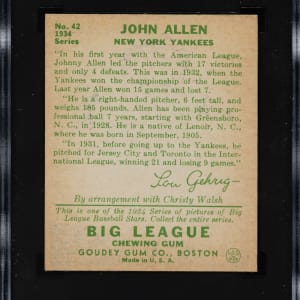 No. 42
1934
Series
JOHN ALLEN
NEW YORK YANKEES
"In his first year with the American League,
Johnny Allen led the pitchers with 17 victories
and only 4 defeats. This was in 1932, when the
Yankees won the championship of the League.
Last year Allen won 15 games and lost 7.
"He is a right-handed pitcher, 6 feet tall, and
weighs 185 pounds. Allen has been playing pro-
fessional ball 7 years, starting with Greensboro,
N. C., in 1928. He is a native of Lenoir, N. C.,
where he was born in September, 1905.
"In 1931, before going up to the Yankees, he
pitched for Jersey City and Toronto in the Inter-
national League, winning 21 and losing 9 games."
Lou Gehrig
By arrangement with Christy Walsh
This is one of the 1934 Series of pictures of Big
League Baseball Stars. Collect the entire series.
BIG LEAGUE
CHEWING GUM
GOUDEY GUM CO., BOSTON
Made in U. S. A.